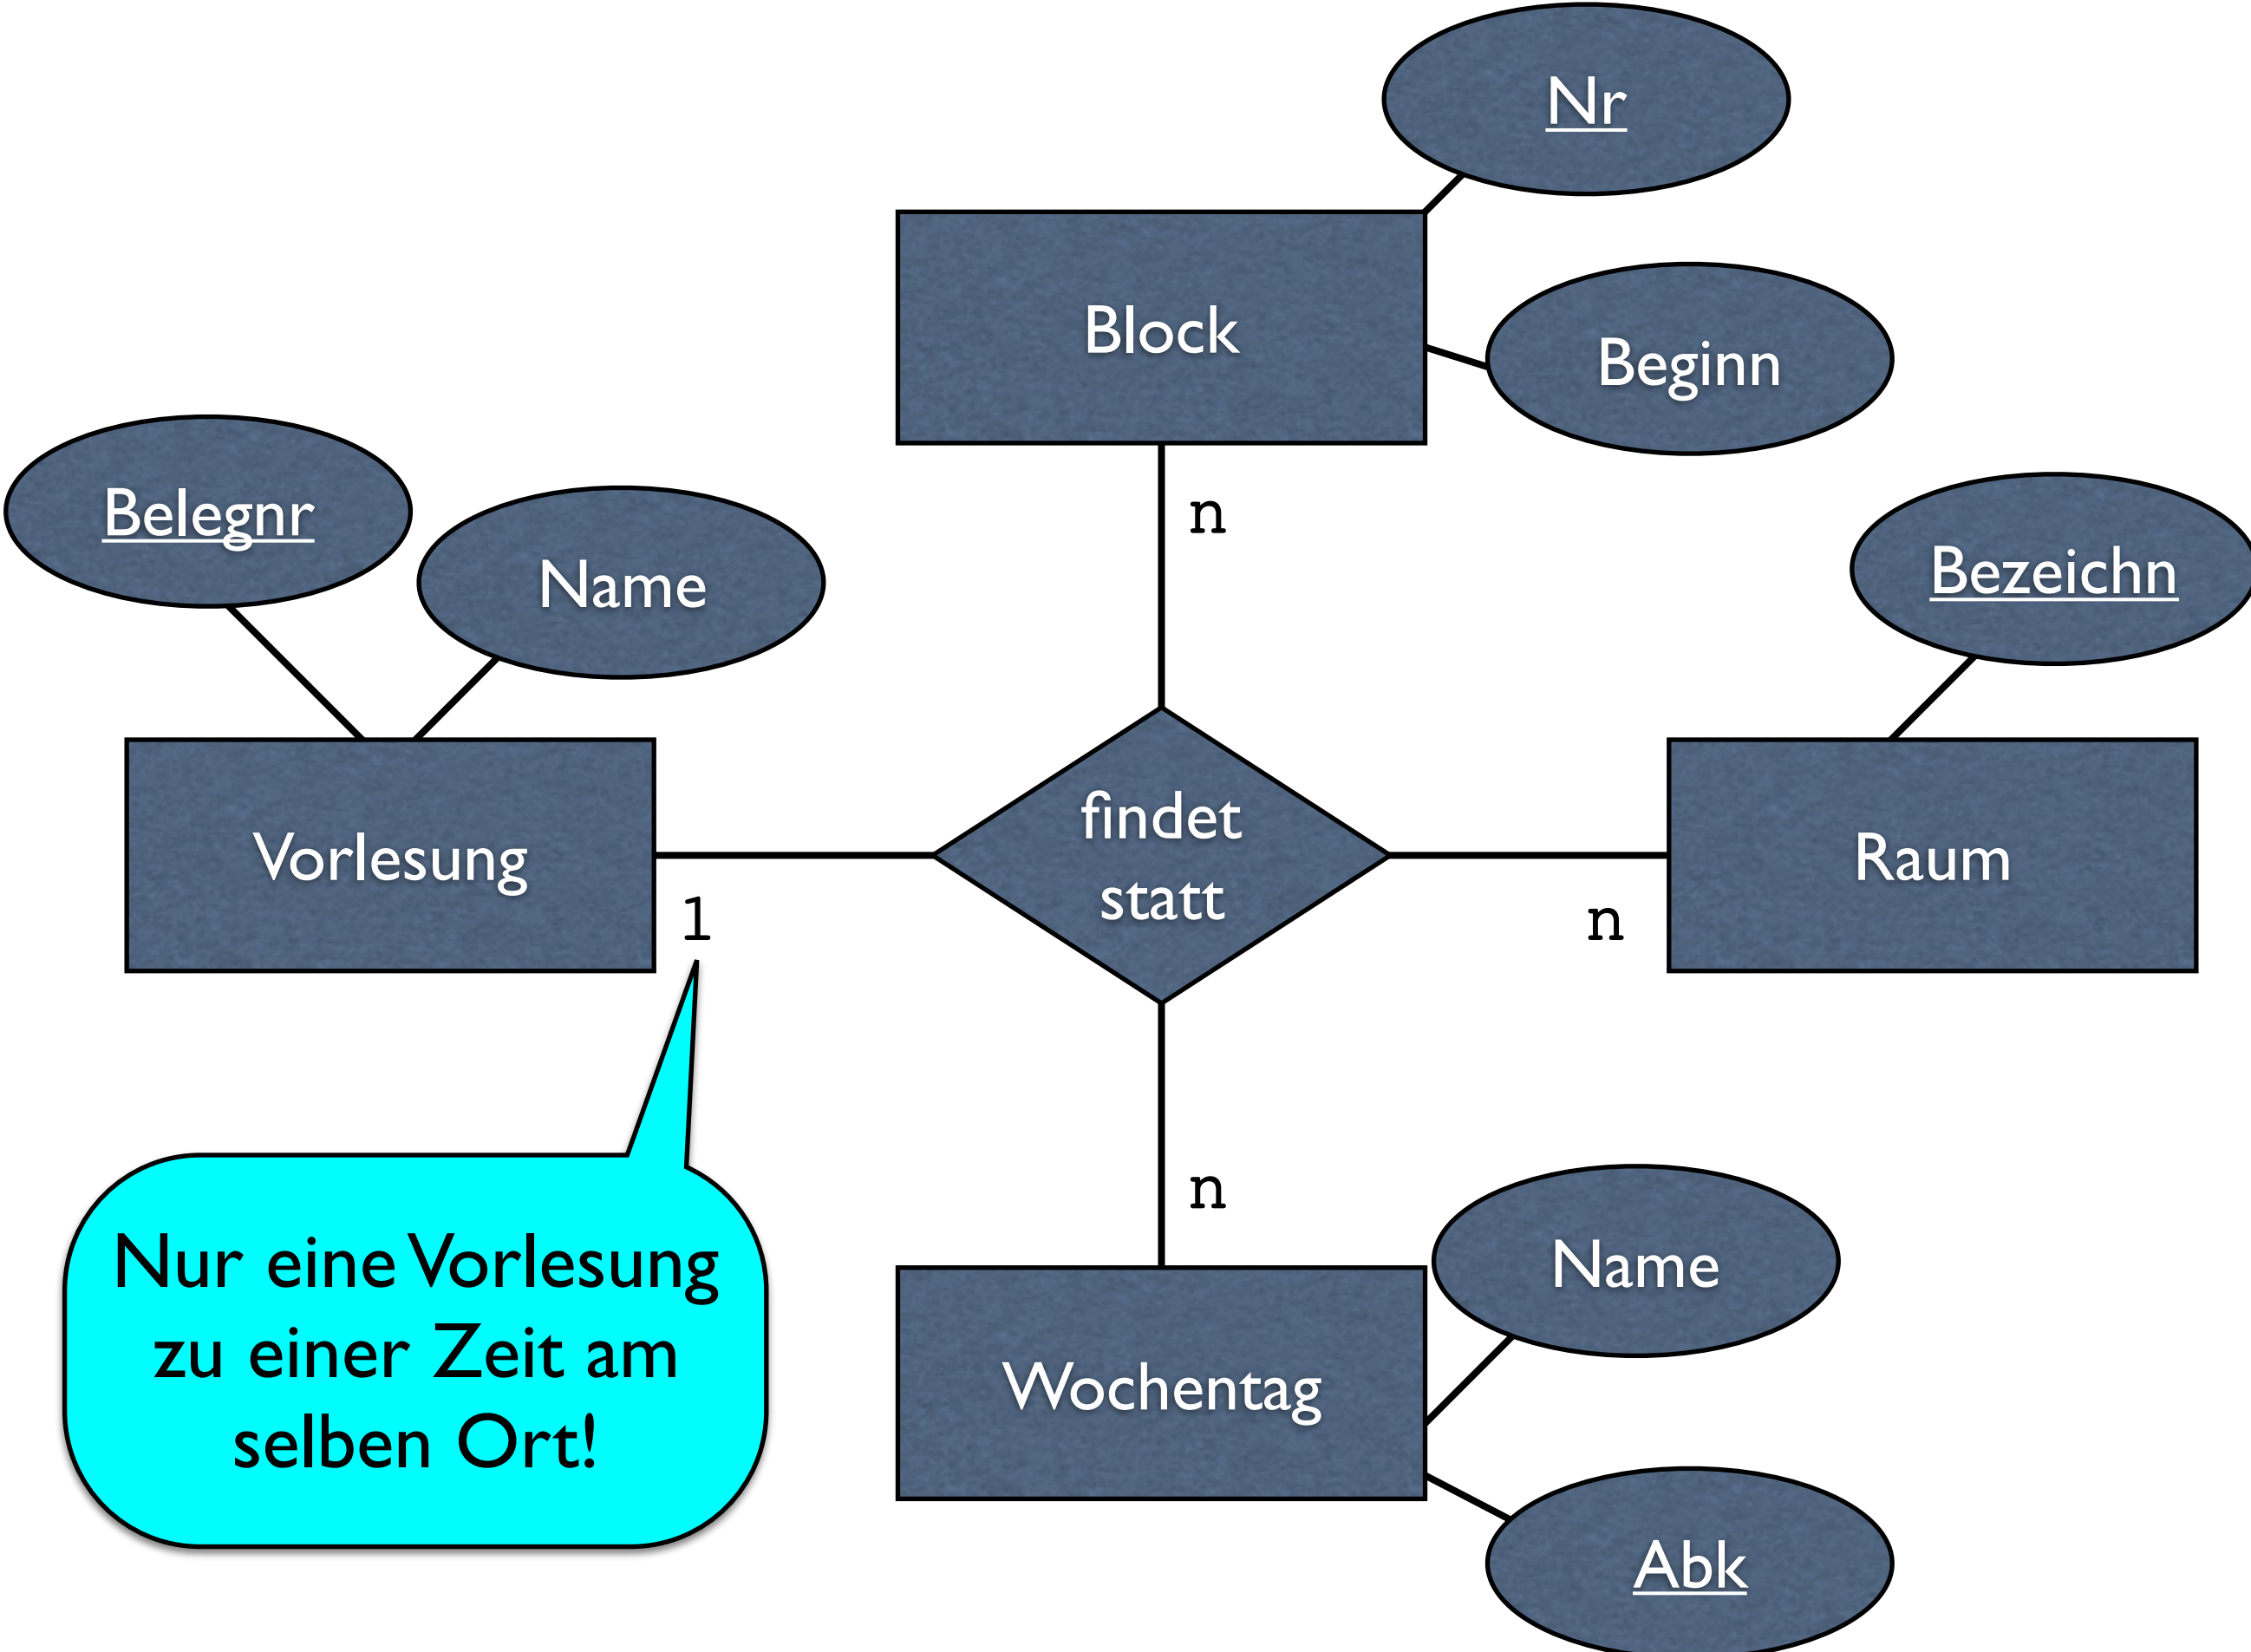 Nr
Block
Beginn
Belegnr
Name
n
Bezeichn
Vorlesung
findet
statt
Raum
1
n
n
Nur eine Vorlesung
zu einer Zeit am
selben Ort!
Name
Wochentag
Abk